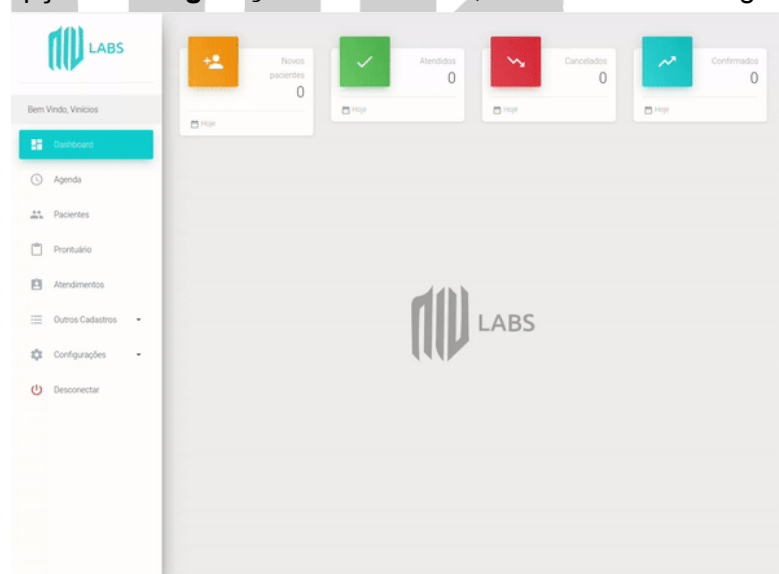 LABS
Bem Vindo, Vinícios
Dashboard
Agenda
Pacientes
Prontuário
Atendimentos
Outros Cadastros
Configurações
Desconectar
Novos
pacientes
0
Hoje
Atendidos
0
Hoje
Cancelados
0
Hoje
Confirmados
0
Hoje
LABS